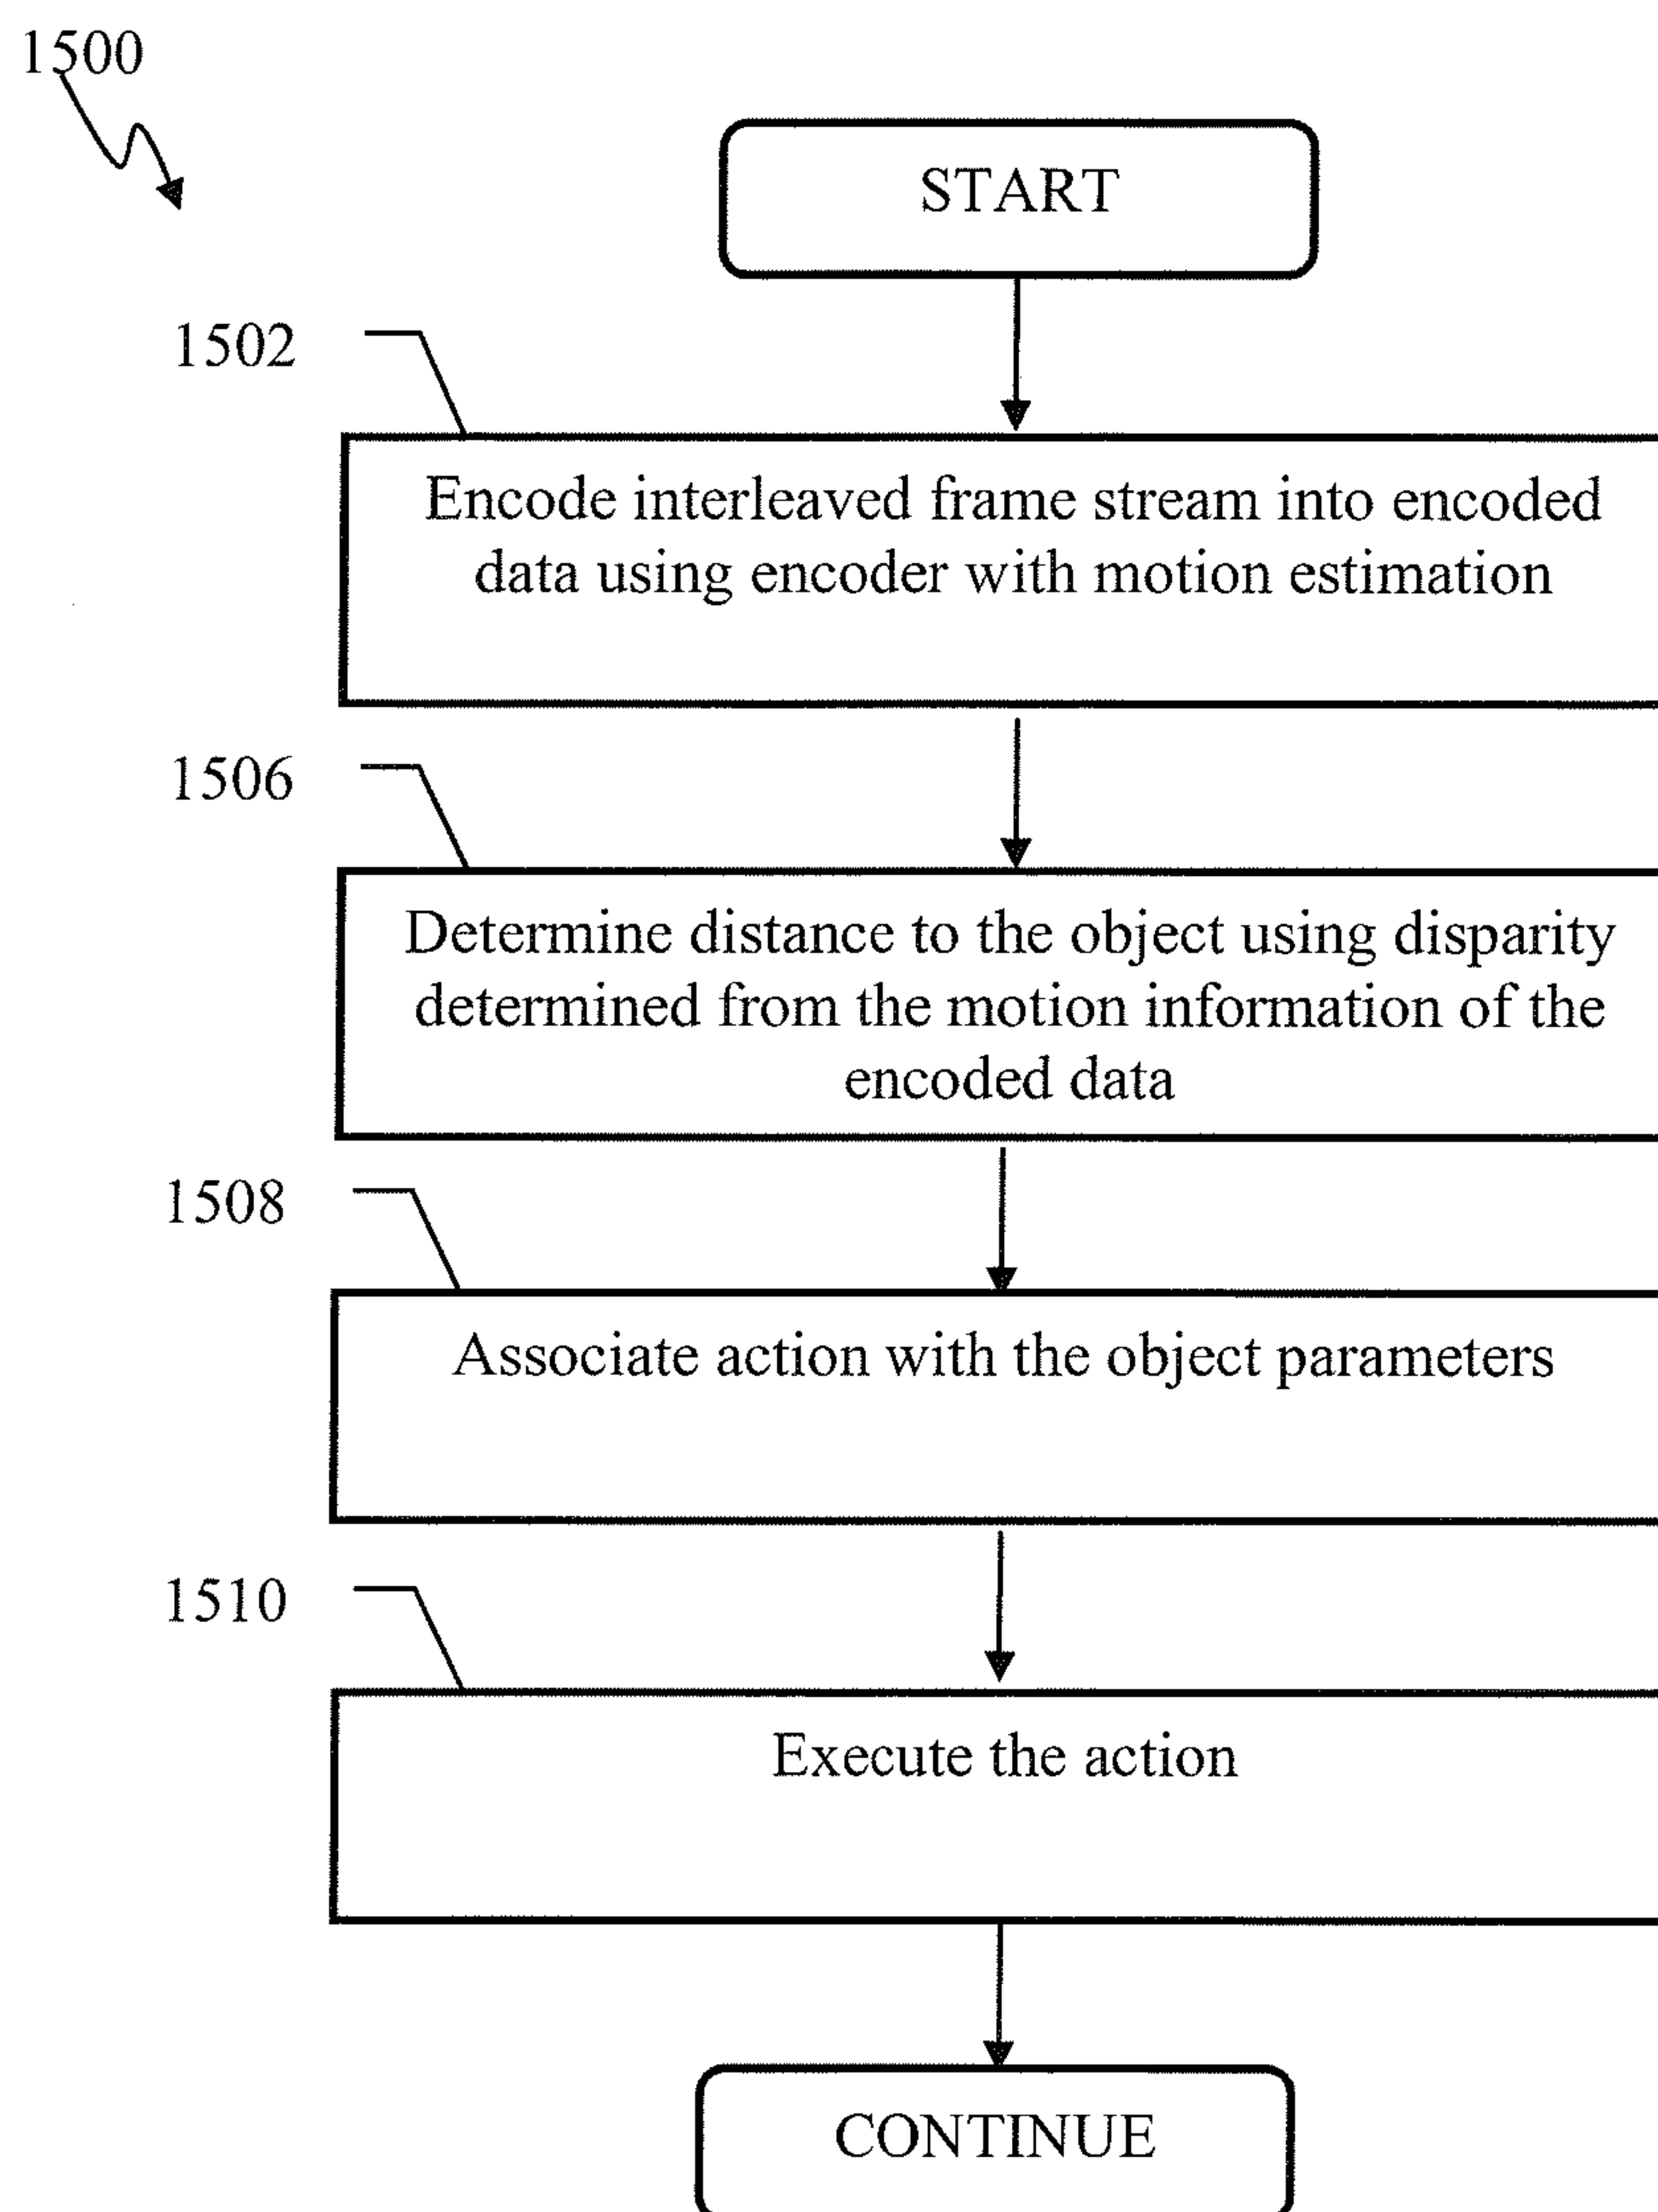 1500
START
1502
Encode interleaved frame stream into encoded
data using encoder with motion estimation
1506
Determine distance to the object using disparity
determined from the motion information of the
encoded data
1508
Associate action with the object parameters
1510
Execute the action
CONTINUE